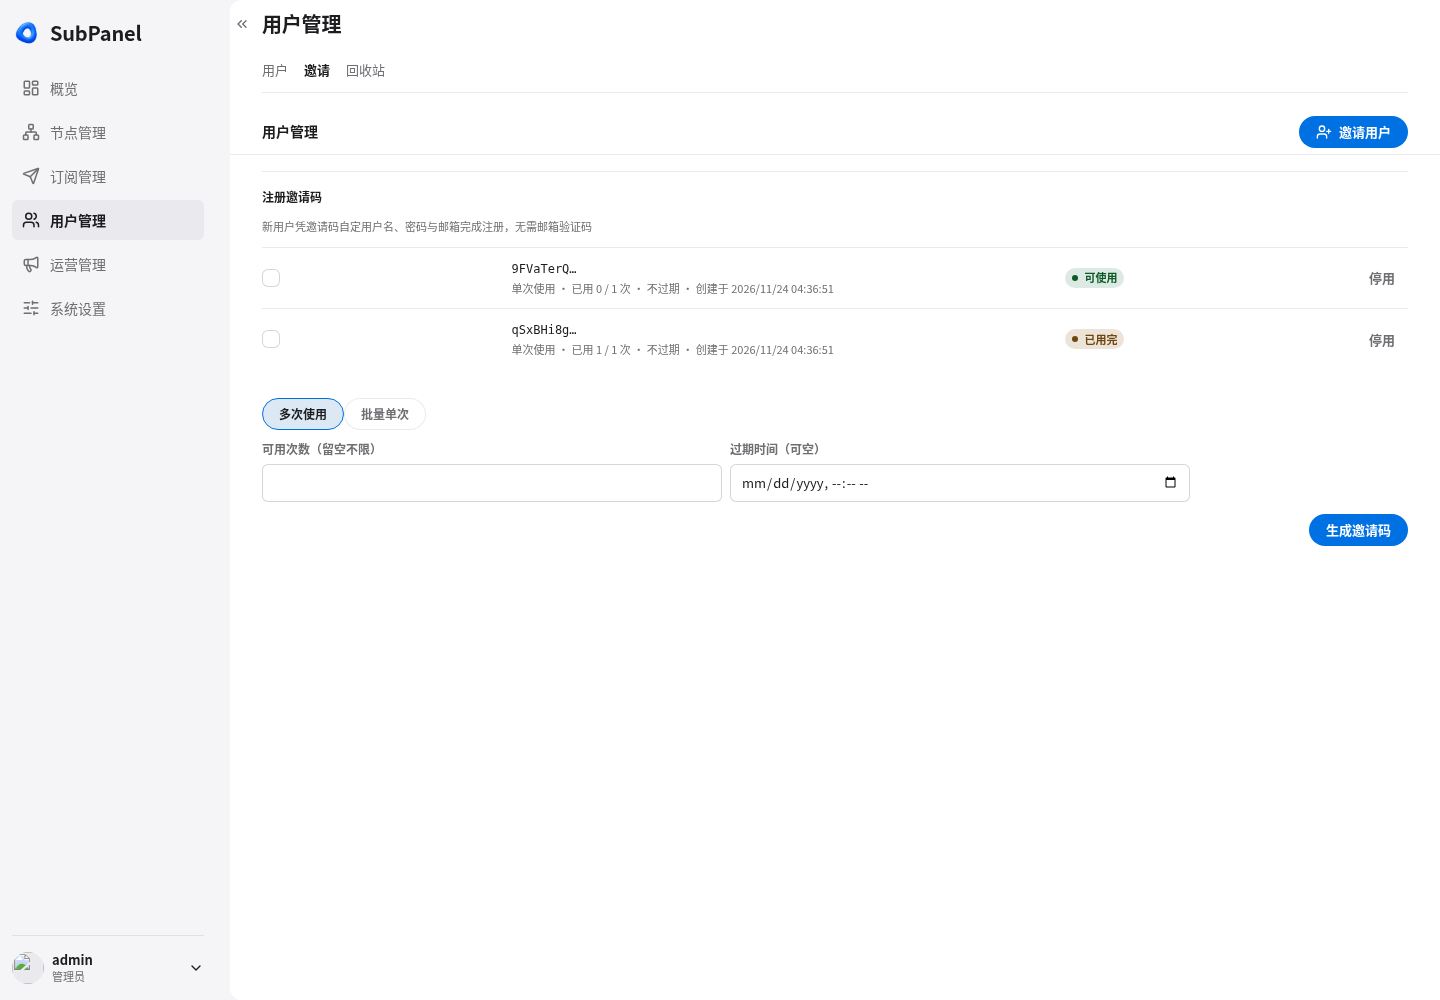 SubPanel
概览
节点管理
订阅管理
用户管理
运营管理
系统设置
admin
管理员
用户管理
用户 邀请 回收站
用户管理
邀请用户
注册邀请码
新用户凭邀请码自定用户名、密码与邮箱完成注册，无需邮箱验证码
9FVaTerQ…
单次使用 · 已用 0 / 1 次 · 不过期 · 创建于 2026/11/24 04:36:51
可使用
停用
qSxBHi8g…
单次使用 · 已用 1 / 1 次 · 不过期 · 创建于 2026/11/24 04:36:51
已用完
停用
多次使用 批量单次
可用次数（留空不限）
过期时间（可空）
mm/dd/yyyy, --:-- --
生成邀请码